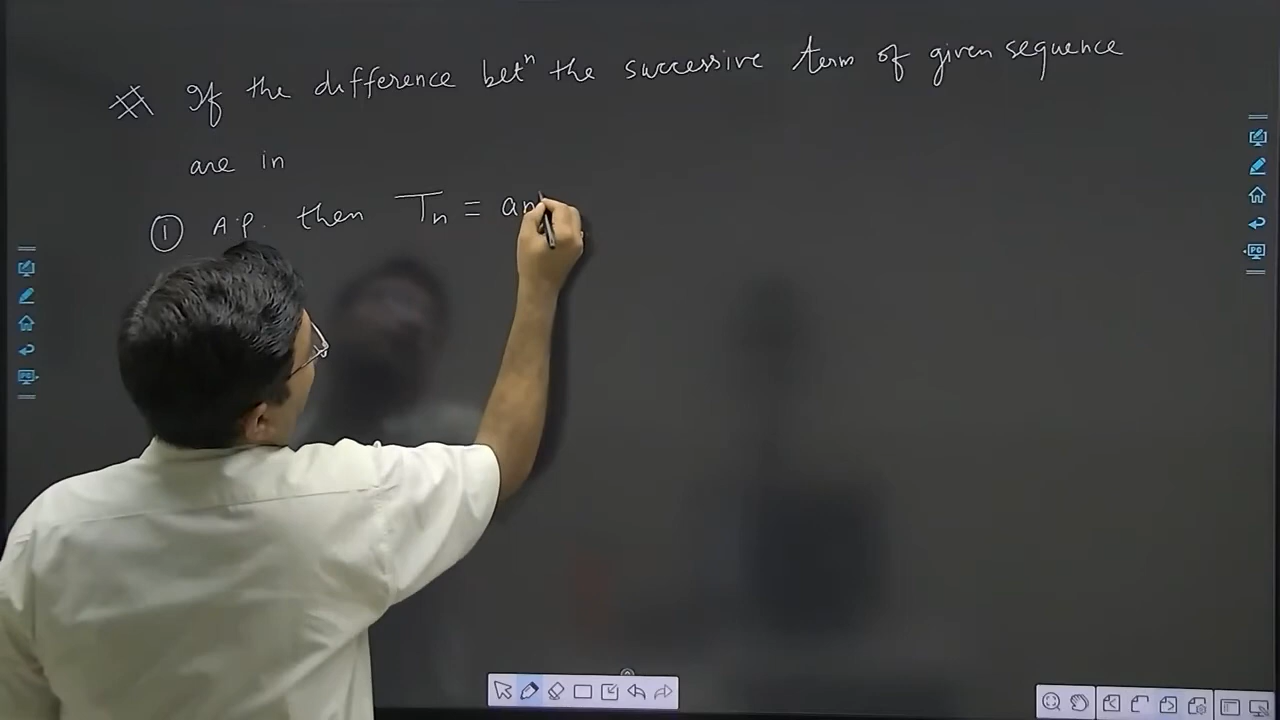 # If the difference betⁿ the successive term of given sequence
are in
① A.P. then Tn = an